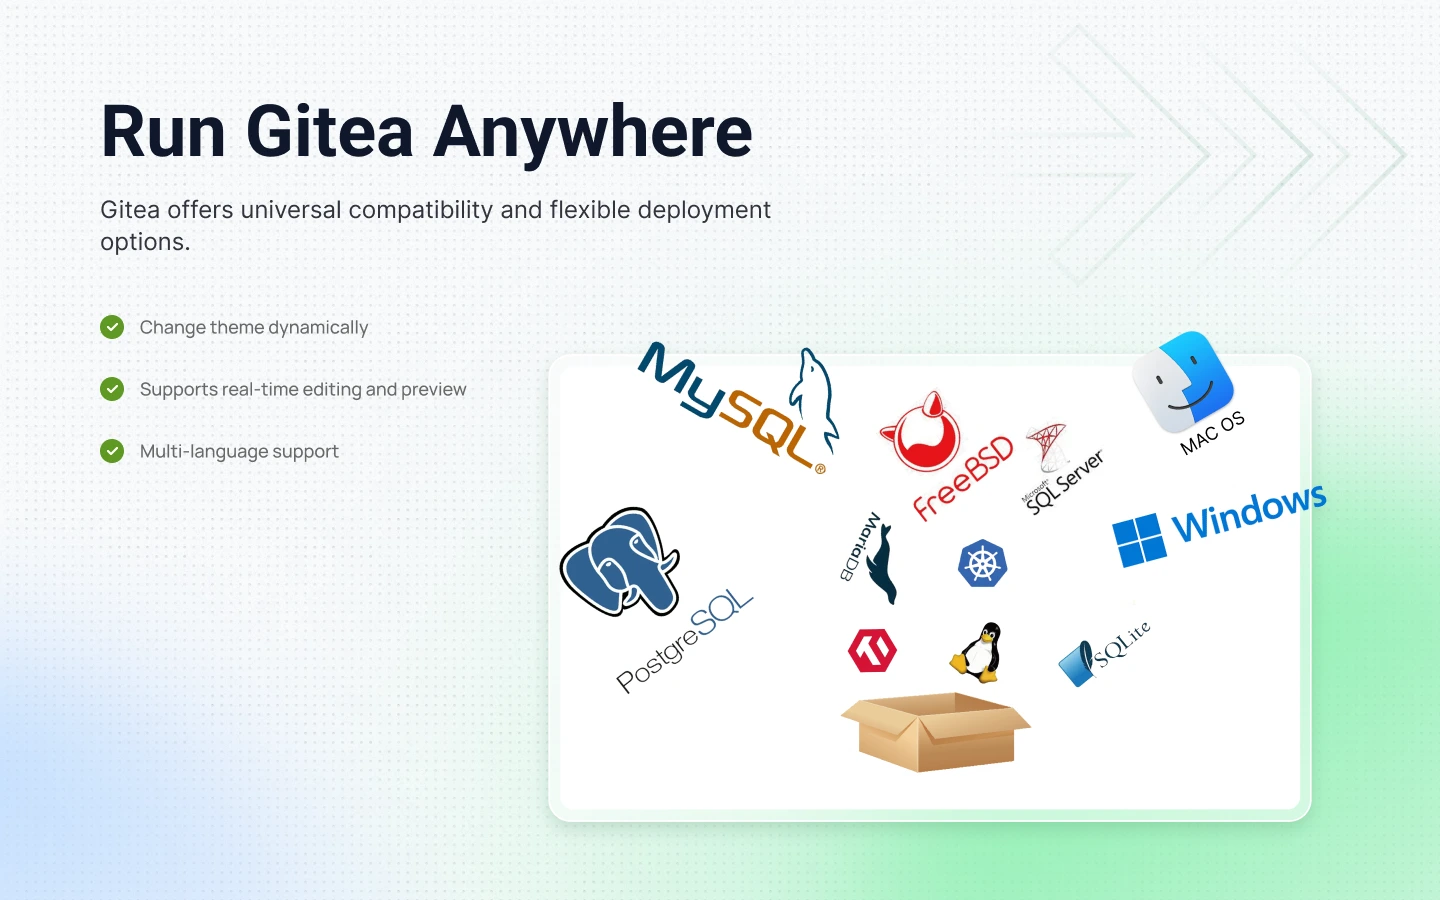 Run Gitea Anywhere
Gitea offers universal compatibility and flexible deployment
options.
Change theme dynamically
Supports real-time editing and preview
Multi-language support
MySQL®
FreeBSD
Microsoft®
SQL Server
MAC OS
Windows
MariaDB
PostgreSQL
SQLite